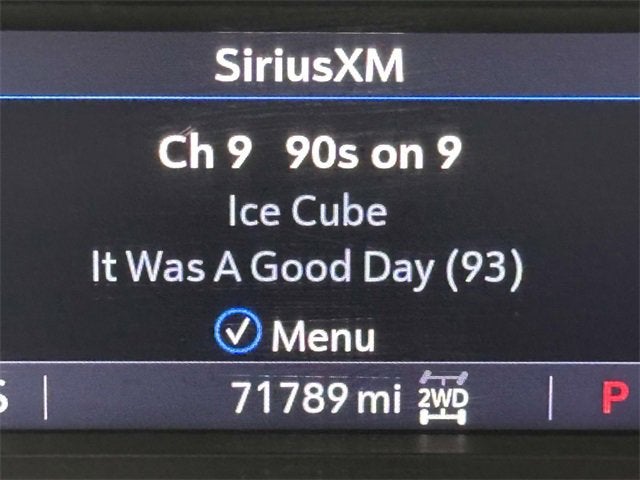 SiriusXM
Ch 9 90s on 9
Ice Cube
It Was A Good Day (93)
Menu
S 71789 mi 2WD P